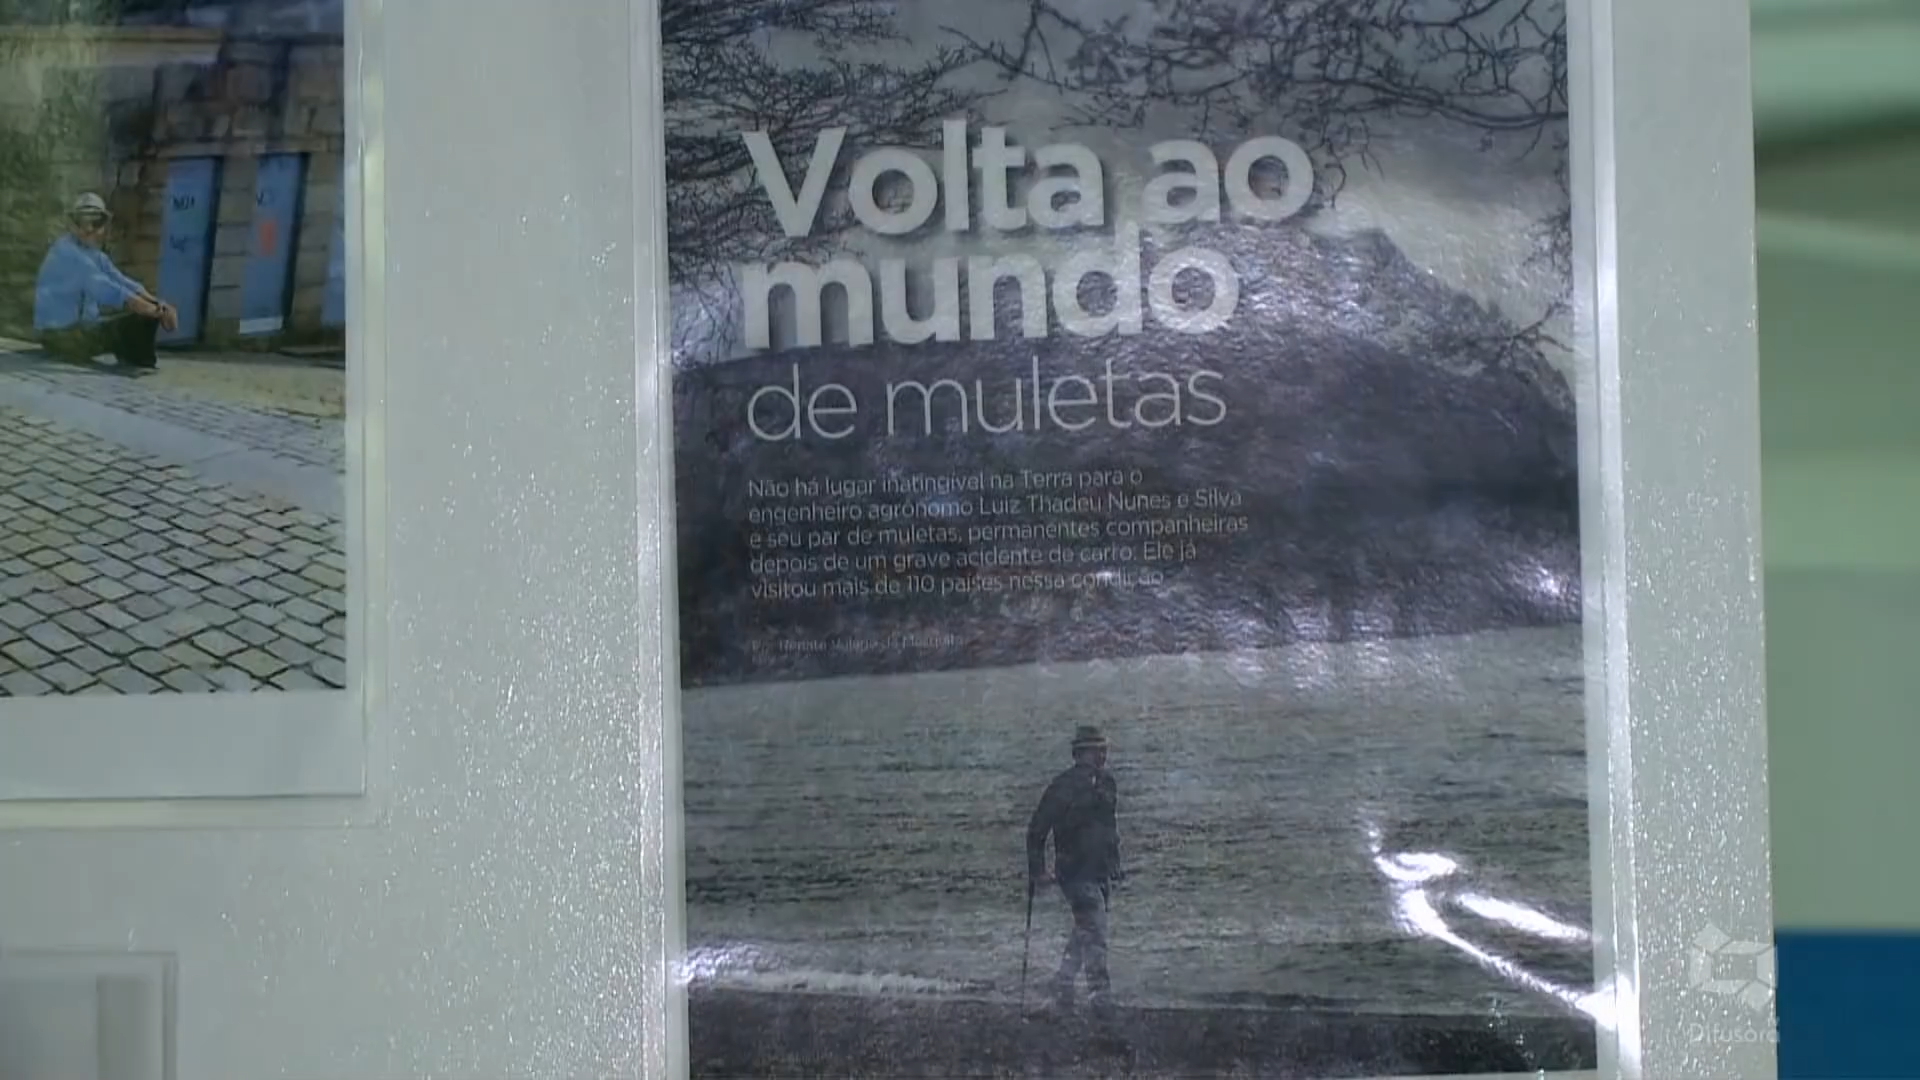 Volta ao
mundo
de muletas
Não há lugar inatingível na Terra para o
engenheiro agrônomo Luiz Thadeu Nunes e Silva
e seu par de muletas, permanentes companheiras
depois de um grave acidente de carro. Ele já
visitou mais de 110 países nessa condição
Por Renata
Difusora